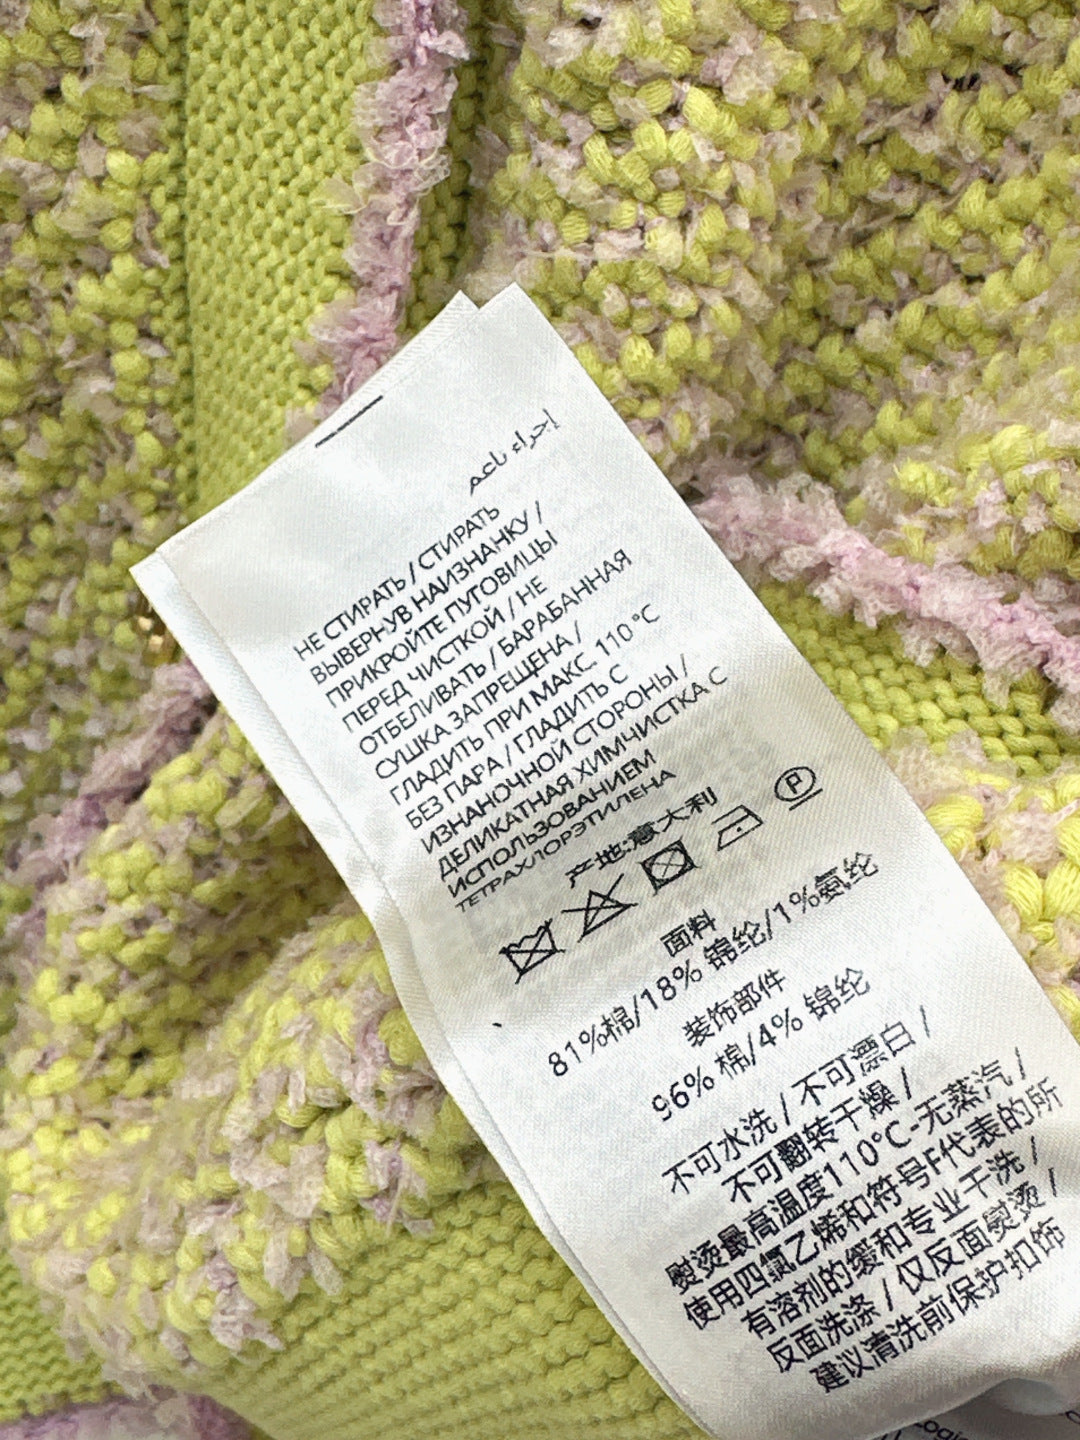 إجراء ناعم
НЕ СТИРАТЬ / СТИРАТЬ
ВЫВЕРНУВ НАИЗНАНКУ /
ПРИКРОЙТЕ ПУГОВИЦЫ
ПЕРЕД ЧИСТКОЙ / НЕ
ОТБЕЛИВАТЬ / БАРАБАННАЯ
СУШКА ЗАПРЕЩЕНА /
ГЛАДИТЬ ПРИ МАКС. 110°C
БЕЗ ПАРА / ГЛАДИТЬ С
ИЗНАНОЧНОЙ СТОРОНЫ /
ДЕЛИКАТНАЯ ХИМЧИСТКА С
ИСПОЛЬЗОВАНИЕМ
ТЕТРАХЛОРЭТИЛЕНА
产地:意大利
P
面料
81%棉/18% 锦纶/1%氨纶
装饰部件
96% 棉/4% 锦纶
不可水洗 / 不可漂白 /
不可翻转干燥 /
熨烫最高温度110°C-无蒸汽 /
使用四氯乙烯和符号F代表的所
有溶剂的缓和专业干洗 /
反面洗涤 / 仅反面熨烫 /
建议清洗前保护扣饰